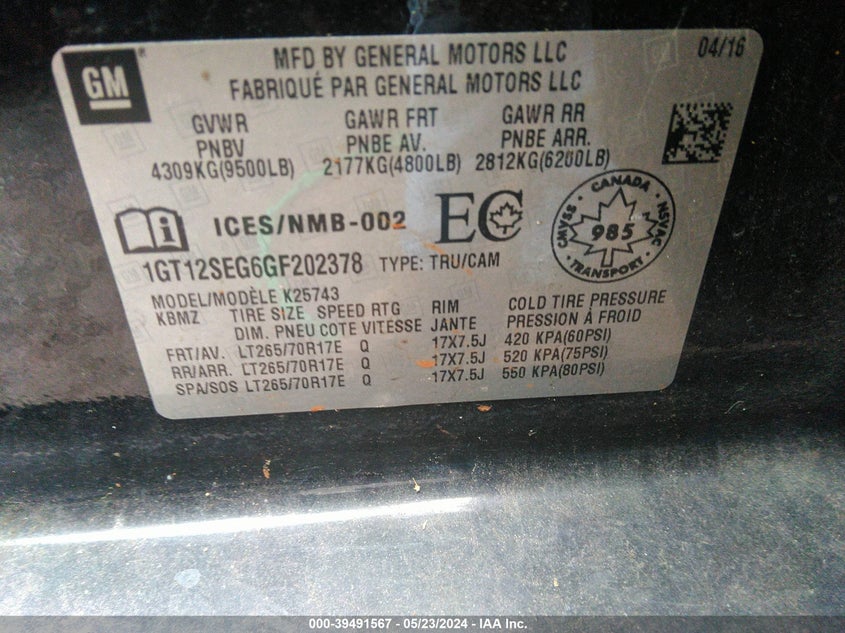 GM
MFD BY GENERAL MOTORS LLC 04/16
FABRIQUÉ PAR GENERAL MOTORS LLC
GVWR GAWR FRT GAWR RR
PNBV PNBE AV. PNBE ARR.
4309KG(9500LB) 2177KG(4800LB) 2812KG(6200LB)
ICES/NMB-002 EC
CANADA
CMVSS 985 NSVAC
TRANSPORT
1GT12SEG6GF202378 TYPE: TRU/CAM
MODEL/MODÈLE K25743
KBMZ TIRE SIZE SPEED RTG RIM COLD TIRE PRESSURE
DIM. PNEU COTE VITESSE JANTE PRESSION À FROID
FRT/AV. LT265/70R17E Q 17X7.5J 420 KPA(60PSI)
RR/ARR. LT265/70R17E Q 17X7.5J 520 KPA(75PSI)
SPA/SOS LT265/70R17E Q 17X7.5J 550 KPA(80PSI)
000-39491567 - 05/23/2024 - IAA Inc.